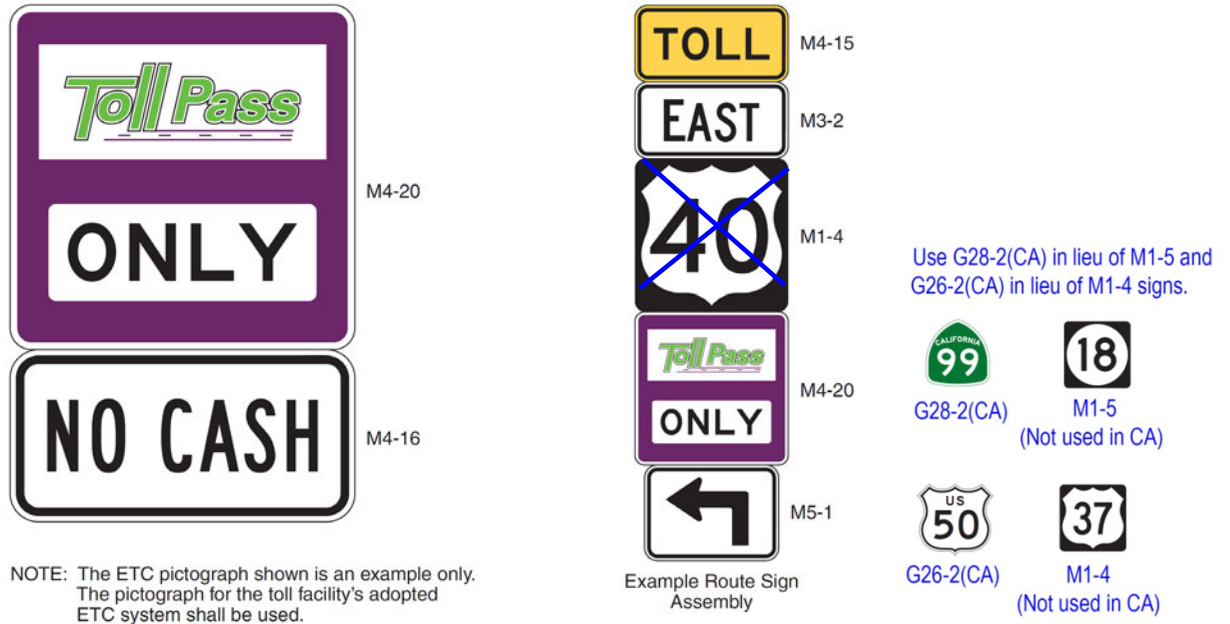 Toll Pass
ONLY
M4-20
NO CASH
M4-16
NOTE: The ETC pictograph shown is an example only.
The pictograph for the toll facility's adopted
ETC system shall be used.
TOLL
M4-15
EAST
M3-2
40
M1-4
Toll Pass
ONLY
M4-20
M5-1
Example Route Sign
Assembly
Use G28-2(CA) in lieu of M1-5 and
G26-2(CA) in lieu of M1-4 signs.
CALIFORNIA
99
G28-2(CA)
18
M1-5
(Not used in CA)
US
50
G26-2(CA)
37
M1-4
(Not used in CA)